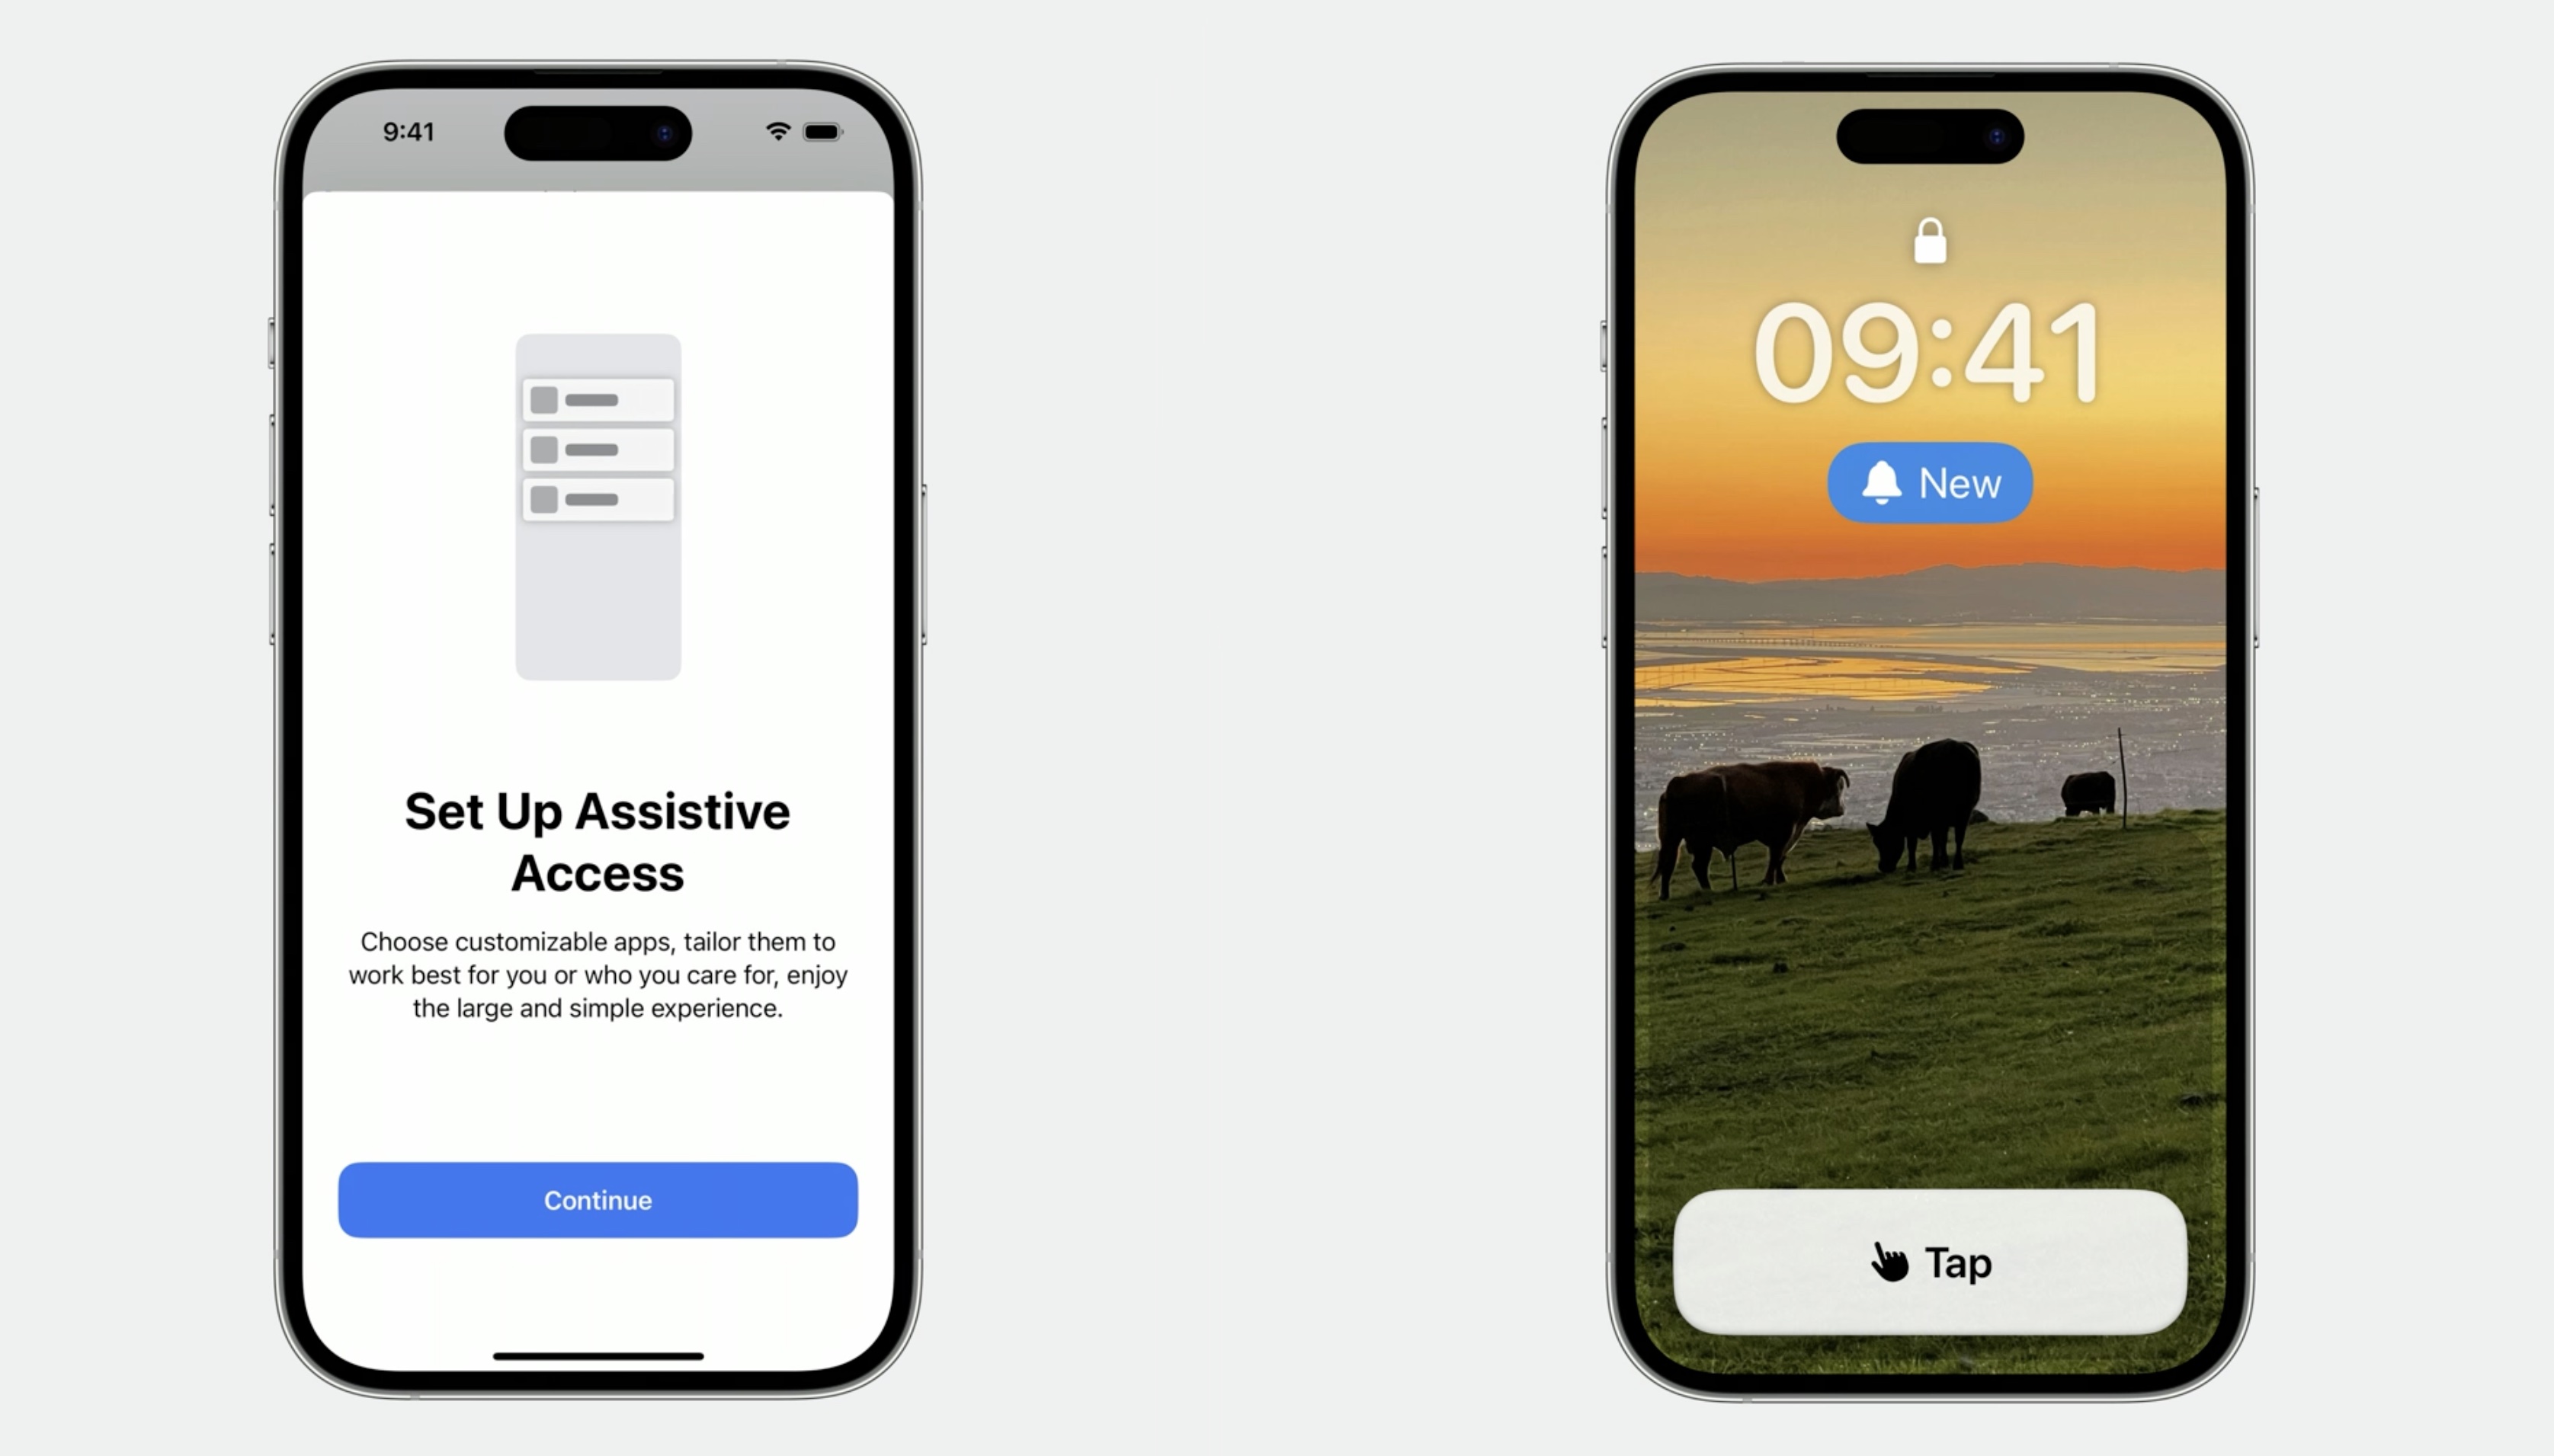 9:41
Set Up Assistive
Access
Choose customizable apps, tailor them to
work best for you or who you care for, enjoy
the large and simple experience.
Continue
09:41
New
Tap